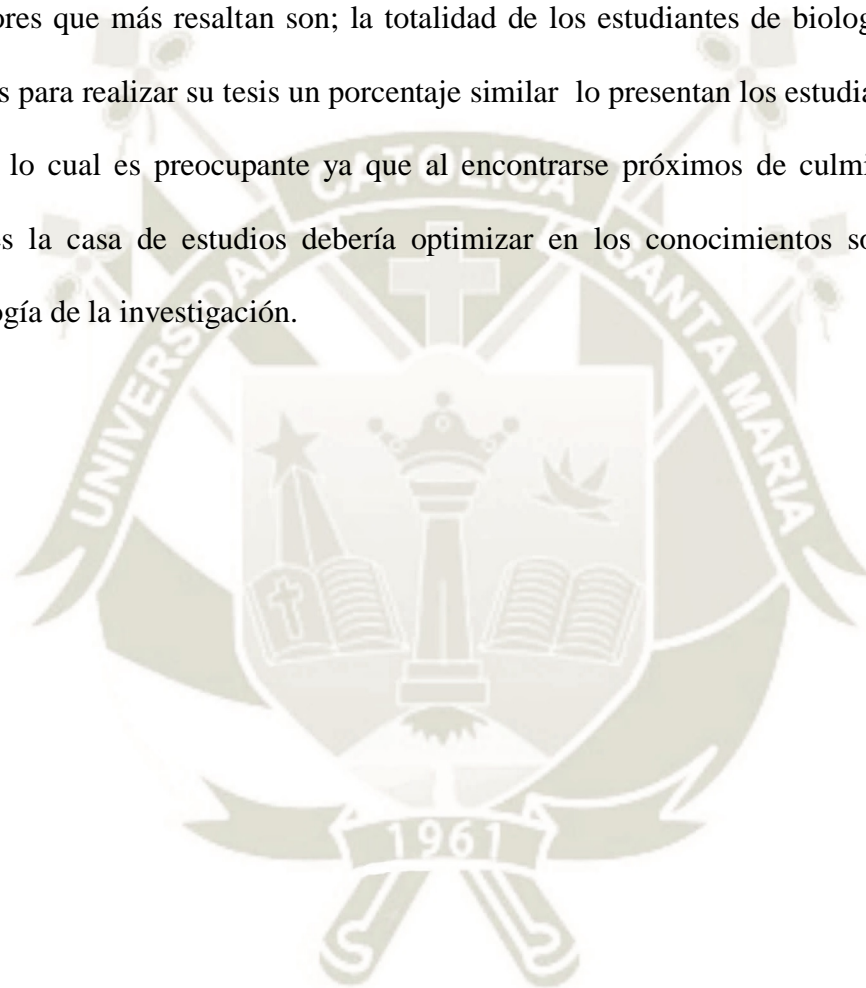 ores que más resaltan son; la totalidad de los estudiantes de biolog
s para realizar su tesis un porcentaje similar lo presentan los estudia
lo cual es preocupante ya que al encontrarse próximos de culmi
s la casa de estudios debería optimizar en los conocimientos so
ogía de la investigación.
UNIVERSIDAD CATOLICA SANTA MARIA
1961